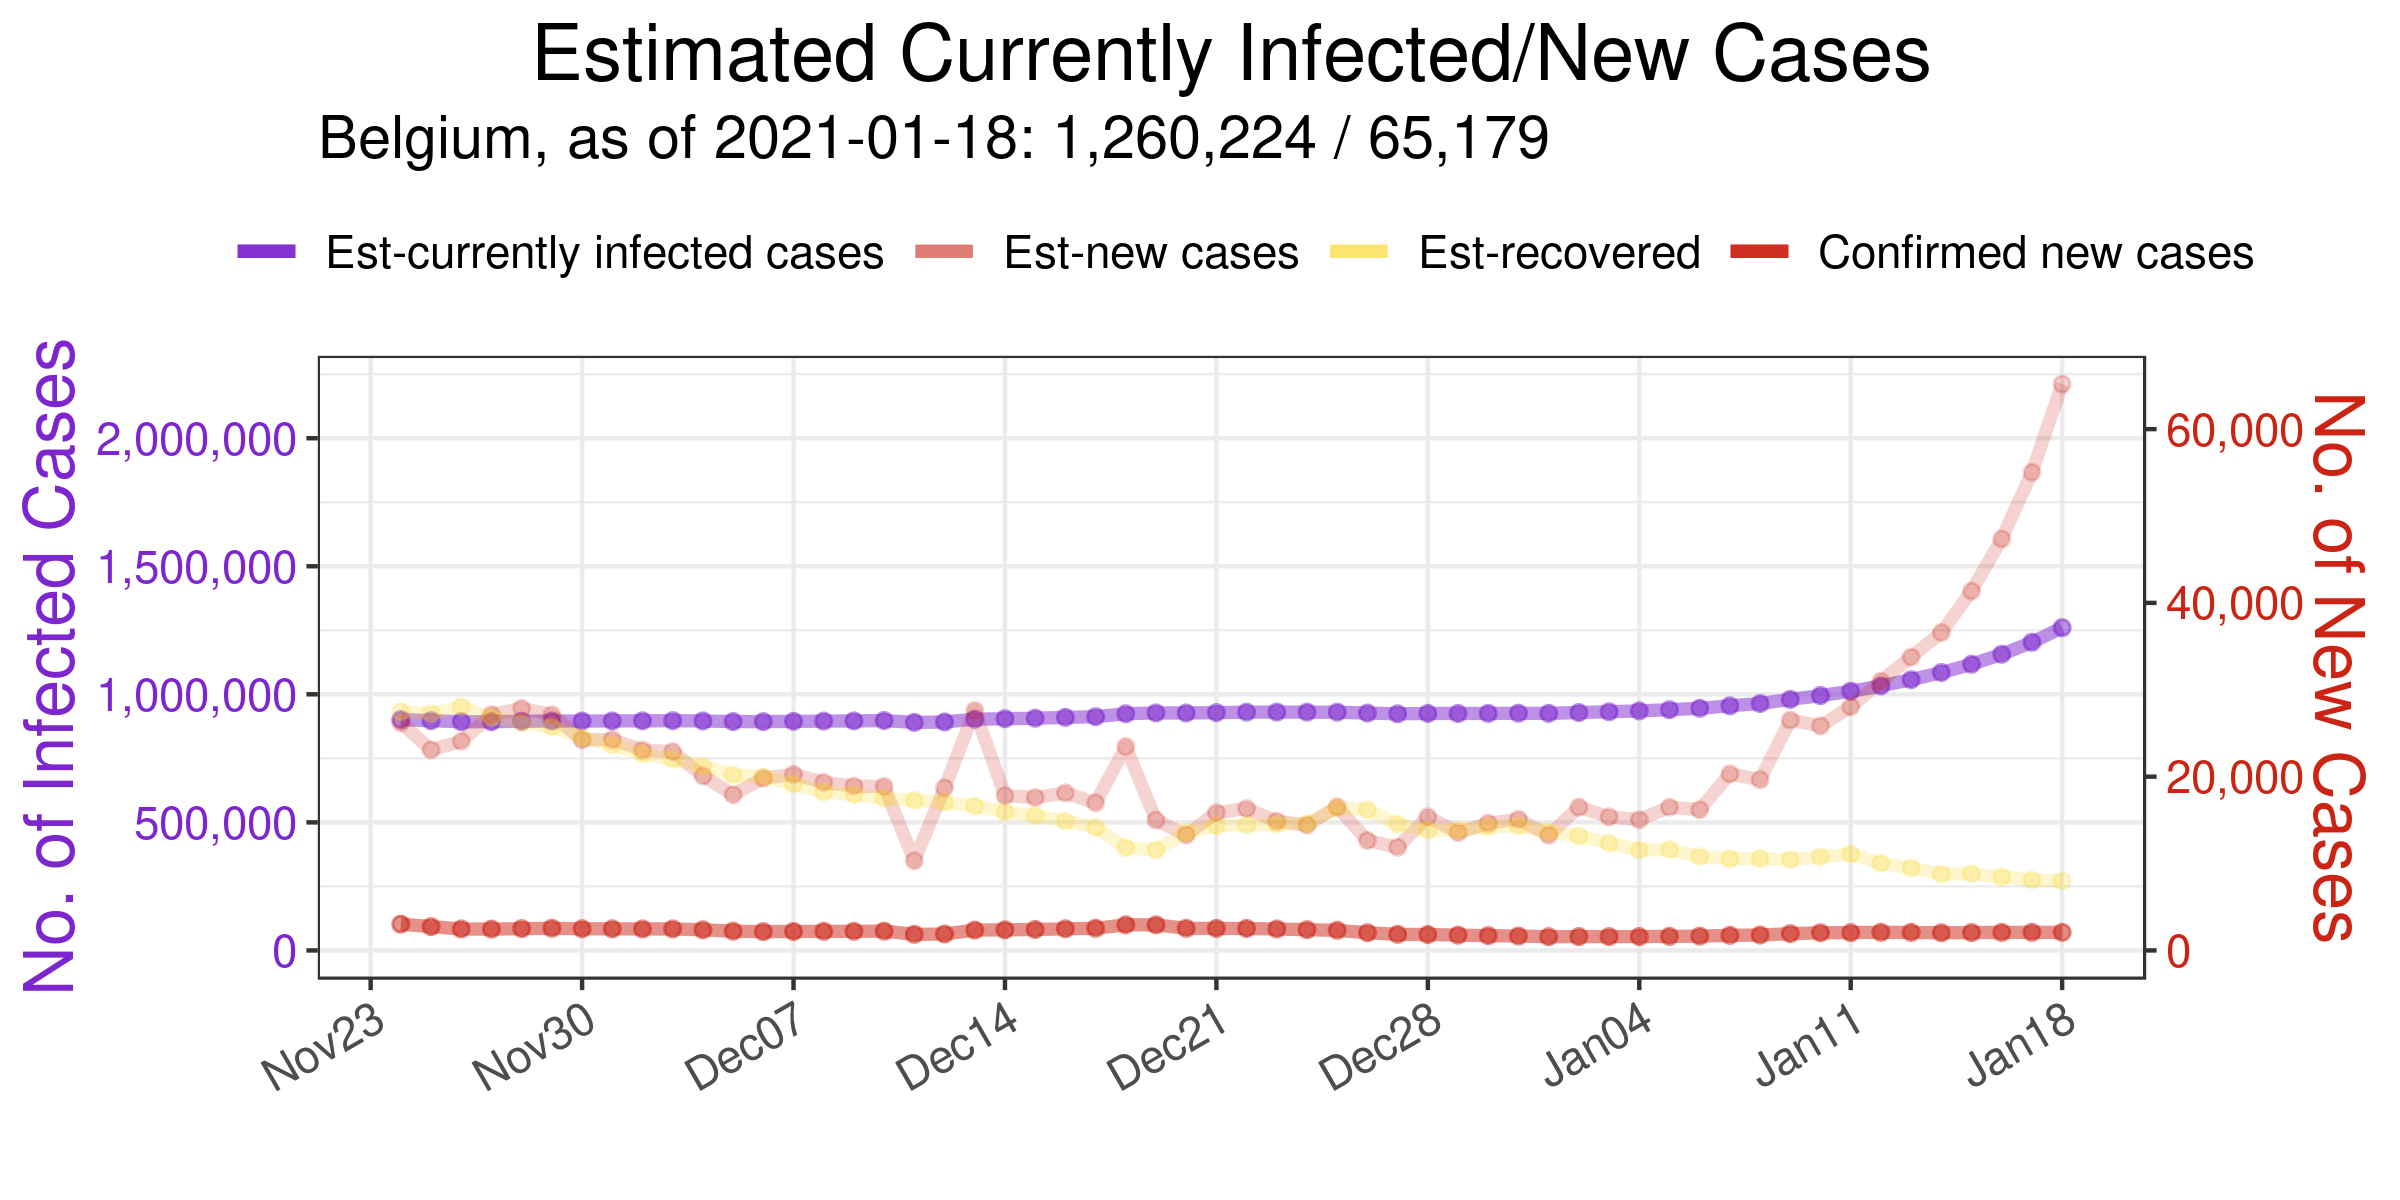 Estimated Currently Infected/New Cases
Belgium, as of 2021-01-18: 1,260,224 / 65,179
Est-currently infected cases Est-new cases Est-recovered Confirmed new cases
No. of Infected Cases
2,000,000
1,500,000
1,000,000
500,000
0
60,000
40,000
20,000
0
No. of New Cases
Nov23 Nov30 Dec07 Dec14 Dec21 Dec28 Jan04 Jan11 Jan18